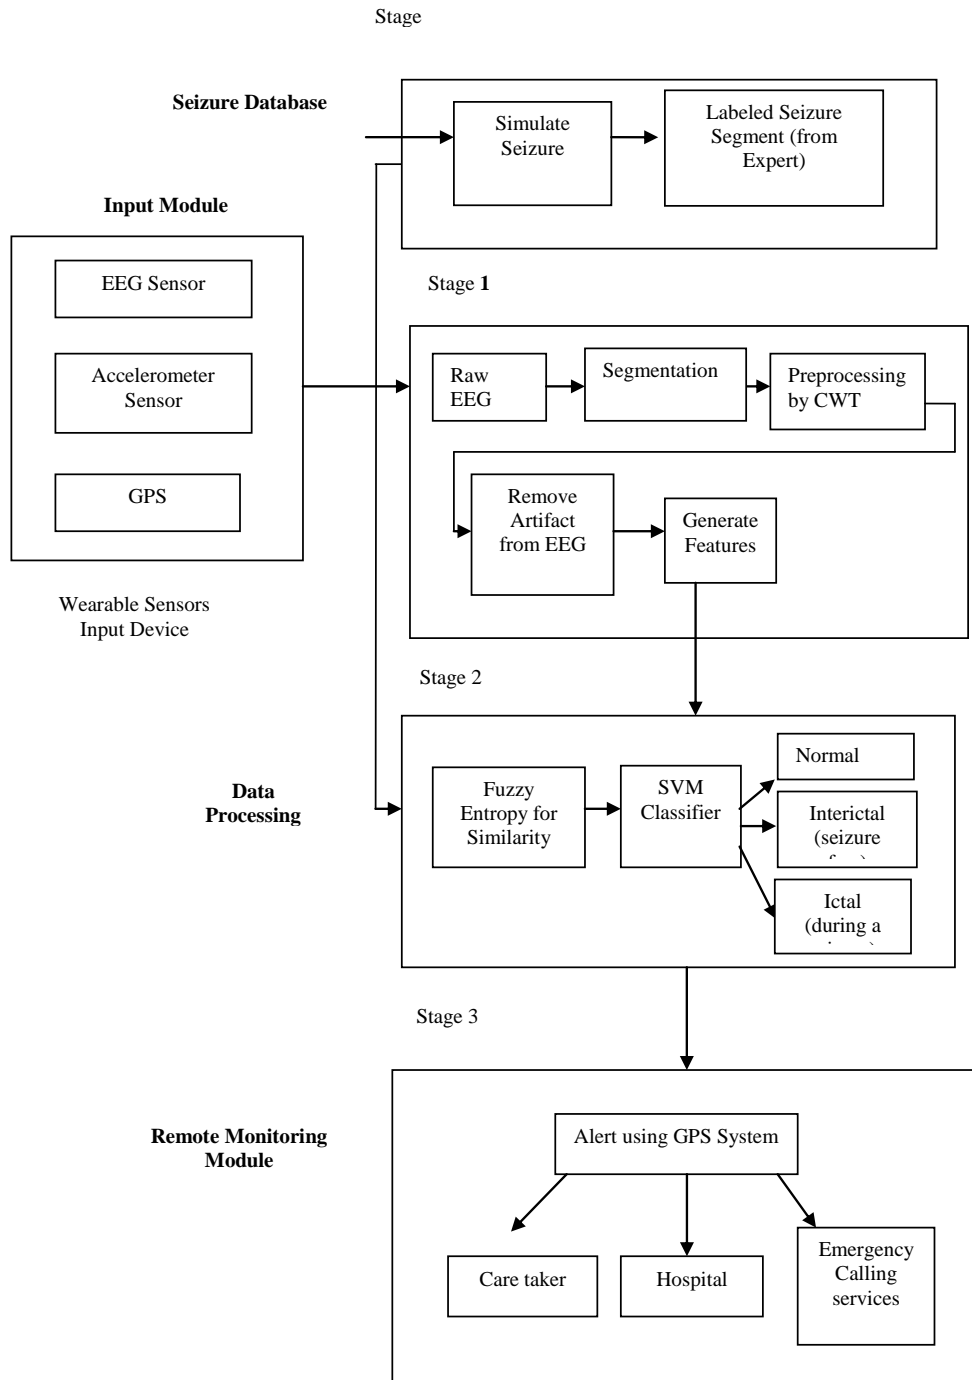 Stage
Seizure Database
Simulate
Seizure
Labeled Seizure
Segment (from
Expert)
Input Module
EEG Sensor
Accelerometer
Sensor
GPS
Wearable Sensors
Input Device
Stage 1
Raw
EEG
Segmentation
Preprocessing
by CWT
Remove
Artifact
from EEG
Generate
Features
Stage 2
Data
Processing
Fuzzy
Entropy for
Similarity
SVM
Classifier
Normal
Interictal
(seizure
Ictal
(during a
Stage 3
Remote Monitoring
Module
Alert using GPS System
Care taker
Hospital
Emergency
Calling
services